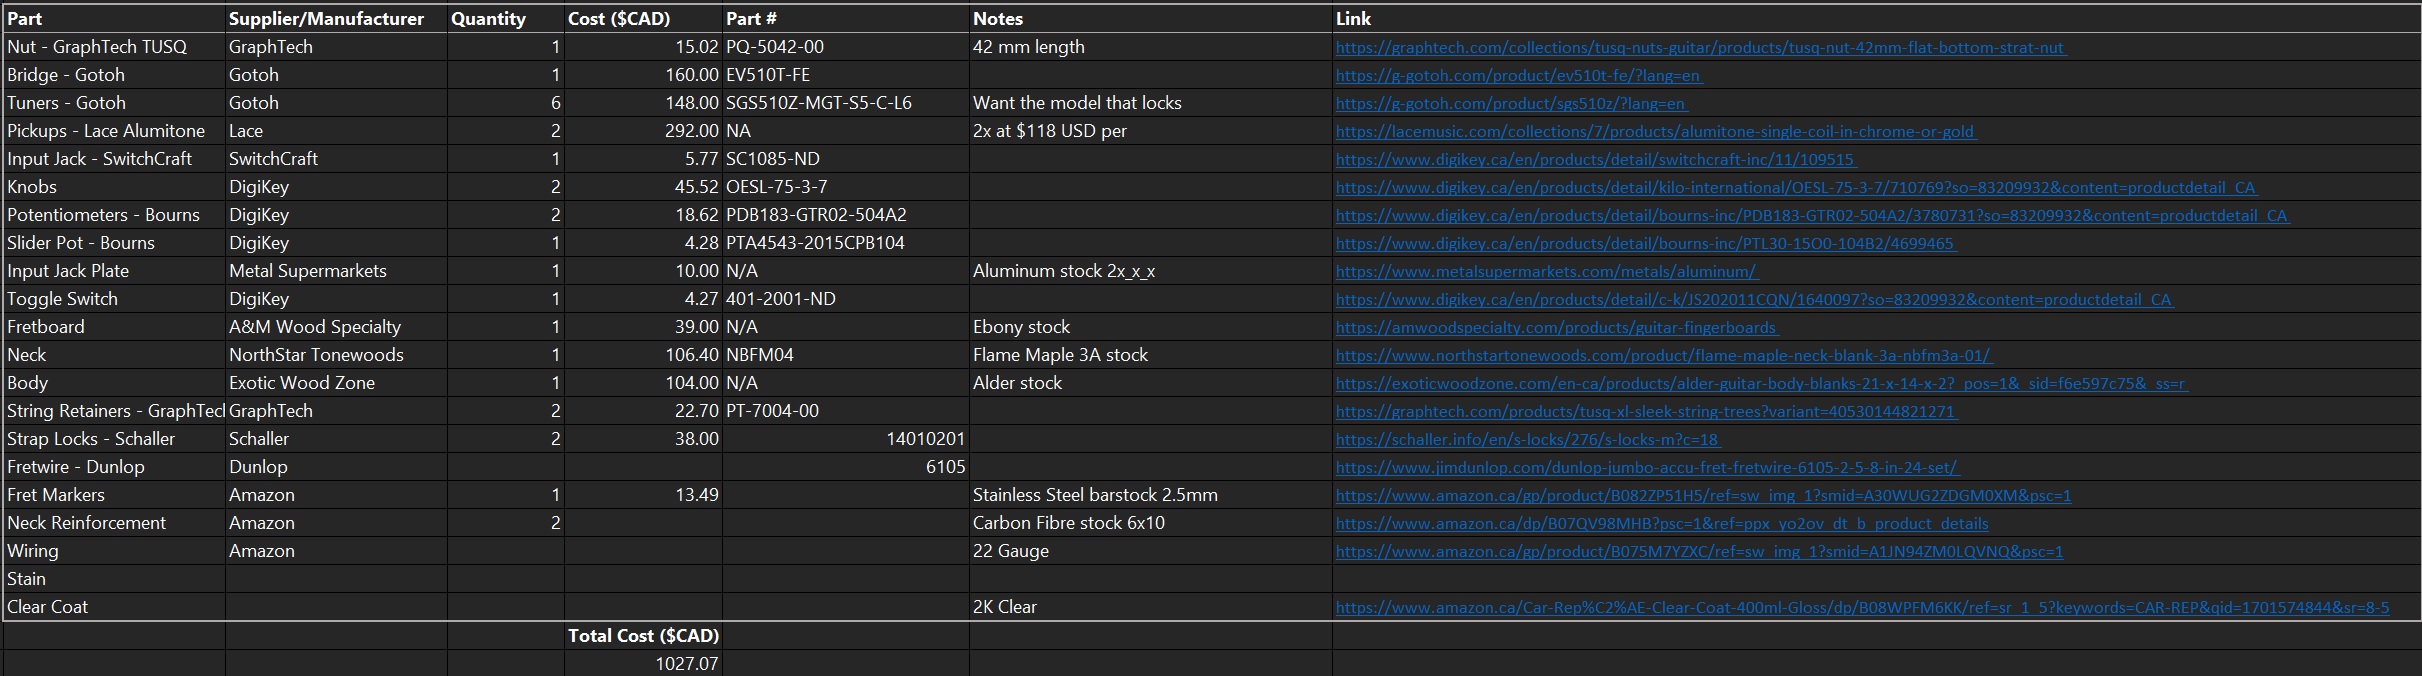 Part Supplier/Manufacturer Quantity Cost ($CAD) Part # Notes Link
Nut - GraphTech TUSQ GraphTech 1 15.02 PQ-5042-00 42 mm length https://graphtech.com/collections/tusq-nuts-guitar/products/tusq-nut-42mm-flat-bottom-strat-nut
Bridge - Gotoh Gotoh 1 160.00 EV510T-FE https://g-gotoh.com/product/ev510t-fe/?lang=en
Tuners - Gotoh Gotoh 6 148.00 SGS510Z-MGT-S5-C-L6 Want the model that locks https://g-gotoh.com/product/sgs510z/?lang=en
Pickups - Lace Alumitone Lace 2 292.00 NA 2x at $118 USD per https://lacemusic.com/collections/7/products/alumitone-single-coil-in-chrome-or-gold
Input Jack - SwitchCraft SwitchCraft 1 5.77 SC1085-ND https://www.digikey.ca/en/products/detail/switchcraft-inc/11/109515
Knobs DigiKey 2 45.52 OESL-75-3-7 https://www.digikey.ca/en/products/detail/kilo-international/OESL-75-3-7/710769?so=83209932&content=productdetail_CA
Potentiometers - Bourns DigiKey 2 18.62 PDB183-GTR02-504A2 https://www.digikey.ca/en/products/detail/bourns-inc/PDB183-GTR02-504A2/3780731?so=83209932&content=productdetail_CA
Slider Pot - Bourns DigiKey 1 4.28 PTA4543-2015CPB104 https://www.digikey.ca/en/products/detail/bourns-inc/PTL30-15O0-104B2/4699465
Input Jack Plate Metal Supermarkets 1 10.00 N/A Aluminum stock 2x_x_x https://www.metalsupermarkets.com/metals/aluminum/
Toggle Switch DigiKey 1 4.27 401-2001-ND https://www.digikey.ca/en/products/detail/c-k/JS202011CQN/1640097?so=83209932&content=productdetail_CA
Fretboard A&M Wood Specialty 1 39.00 N/A Ebony stock https://amwoodspecialty.com/products/guitar-fingerboards
Neck NorthStar Tonewoods 1 106.40 NBFM04 Flame Maple 3A stock https://www.northstartonewoods.com/product/flame-maple-neck-blank-3a-nbfm3a-01/
Body Exotic Wood Zone 1 104.00 N/A Alder stock https://exoticwoodzone.com/en-ca/products/alder-guitar-body-blanks-21-x-14-x-2?_pos=1&_sid=f6e597c75&_ss=r
String Retainers - GraphTech GraphTech 2 22.70 PT-7004-00 https://graphtech.com/products/tusq-xl-sleek-string-trees?variant=40530144821271
Strap Locks - Schaller Schaller 2 38.00 14010201 https://schaller.info/en/s-locks/276/s-locks-m?c=18
Fretwire - Dunlop Dunlop 6105 https://www.jimdunlop.com/dunlop-jumbo-accu-fret-fretwire-6105-2-5-8-in-24-set/
Fret Markers Amazon 1 13.49 Stainless Steel barstock 2.5mm https://www.amazon.ca/gp/product/B082ZP51H5/ref=sw_img_1?smid=A30WUG2ZDGM0XM&psc=1
Neck Reinforcement Amazon 2 Carbon Fibre stock 6x10 https://www.amazon.ca/dp/B07QV98MHB?psc=1&ref=ppx_yo2ov_dt_b_product_details
Wiring Amazon 22 Gauge https://www.amazon.ca/gp/product/B075M7YZXC/ref=sw_img_1?smid=A1JN94ZM0LQVNQ&psc=1
Stain
Clear Coat 2K Clear https://www.amazon.ca/Car-Rep%C2%AE-Clear-Coat-400ml-Gloss/dp/B08WPFM6KK/ref=sr_1_5?keywords=CAR-REP&qid=1701574844&sr=8-5
Total Cost ($CAD)
1027.07